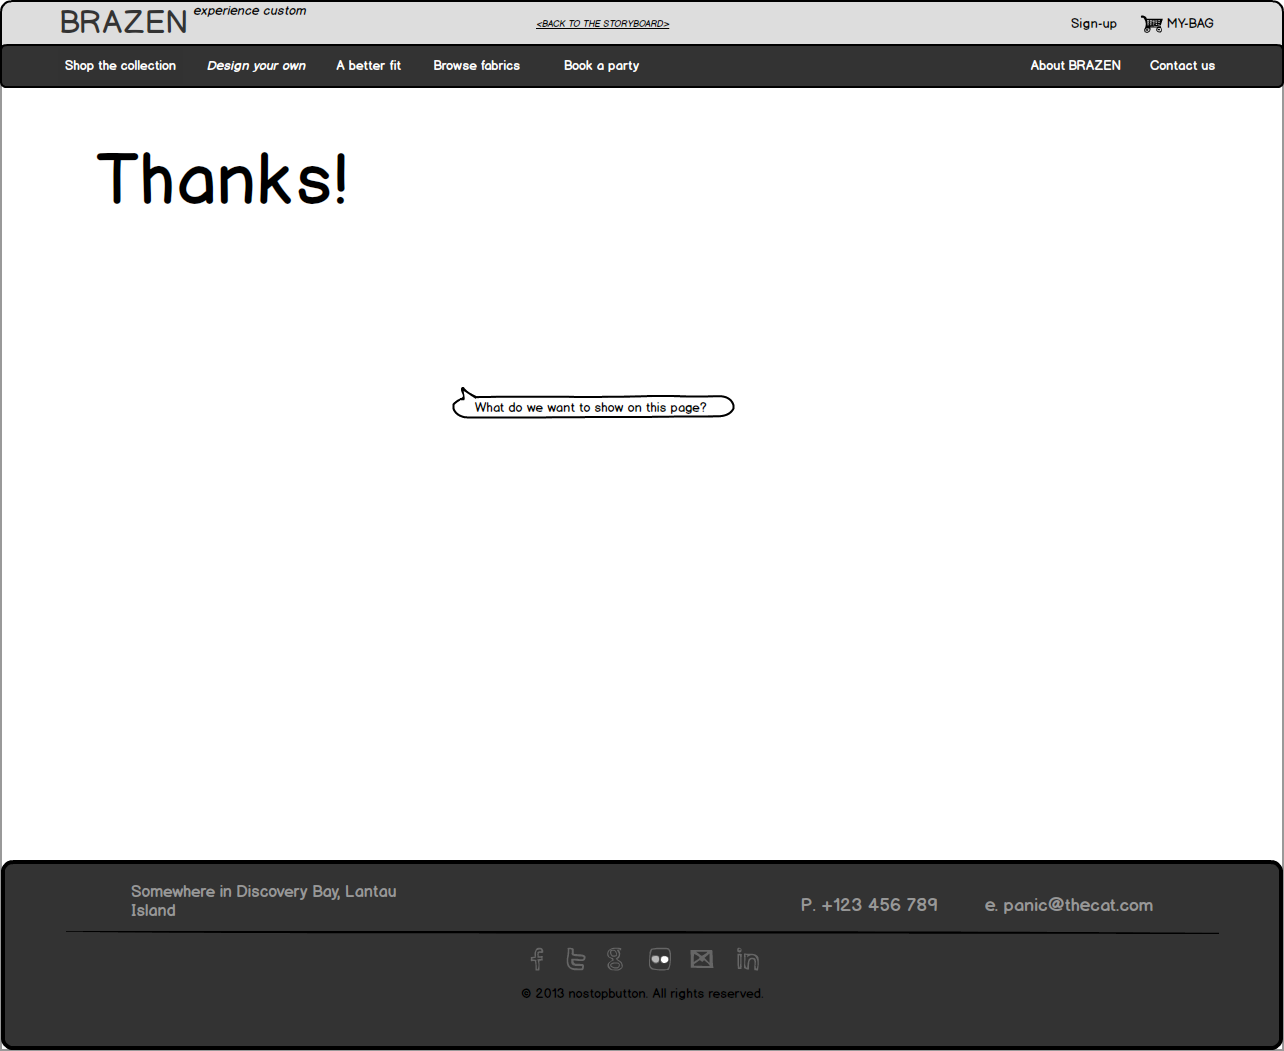 BRAZEN experience custom
<BACK TO THE STORYBOARD>
Sign-up
MY-BAG
Shop the collection
Design your own
A better fit
Browse fabrics
Book a party
About BRAZEN
Contact us
Thanks!
What do we want to show on this page?
Somewhere in Discovery Bay, Lantau
Island
P. +123 456 789
e. panic@thecat.com
© 2013 nostopbutton. All rights reserved.